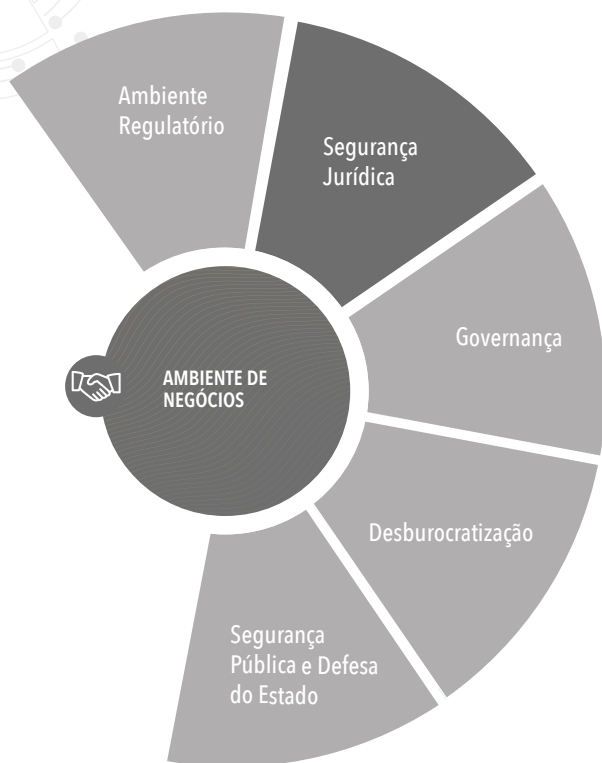 Ambiente
Regulatório
Segurança
Jurídica
Governança
AMBIENTE DE
NEGÓCIOS
Desburocratização
Segurança
Pública e Defesa
do Estado